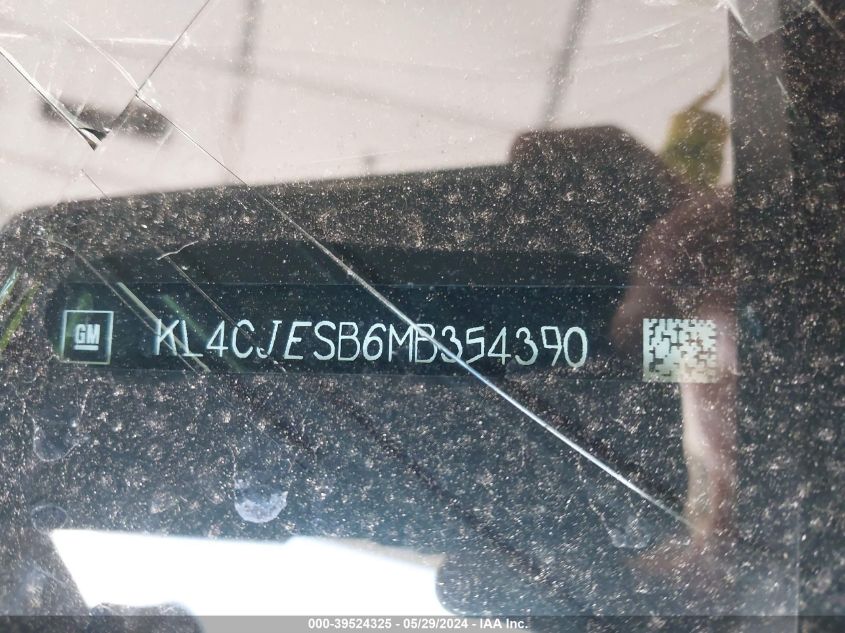 GM
KL4CJESB6MB354390
000-39524325 - 05/29/2024 - IAA Inc.